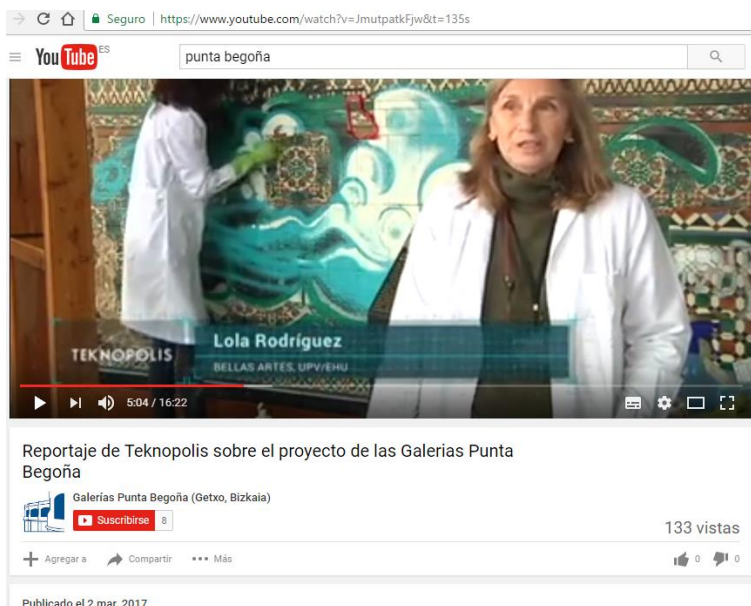 Seguro | https://www.youtube.com/watch?v=JmutpatkFjw&t=135s
YouTube ES
punta begoña
TEKNOPOLIS
Lola Rodríguez
BELLAS ARTES, UPV/EHU
5:04 / 16:22
Reportaje de Teknopolis sobre el proyecto de las Galerias Punta
Begoña
Galerías Punta Begoña (Getxo, Bizkaia)
Suscribirse 8
133 vistas
Agregar a Compartir Más 0 0
Publicado el 2 mar. 2017